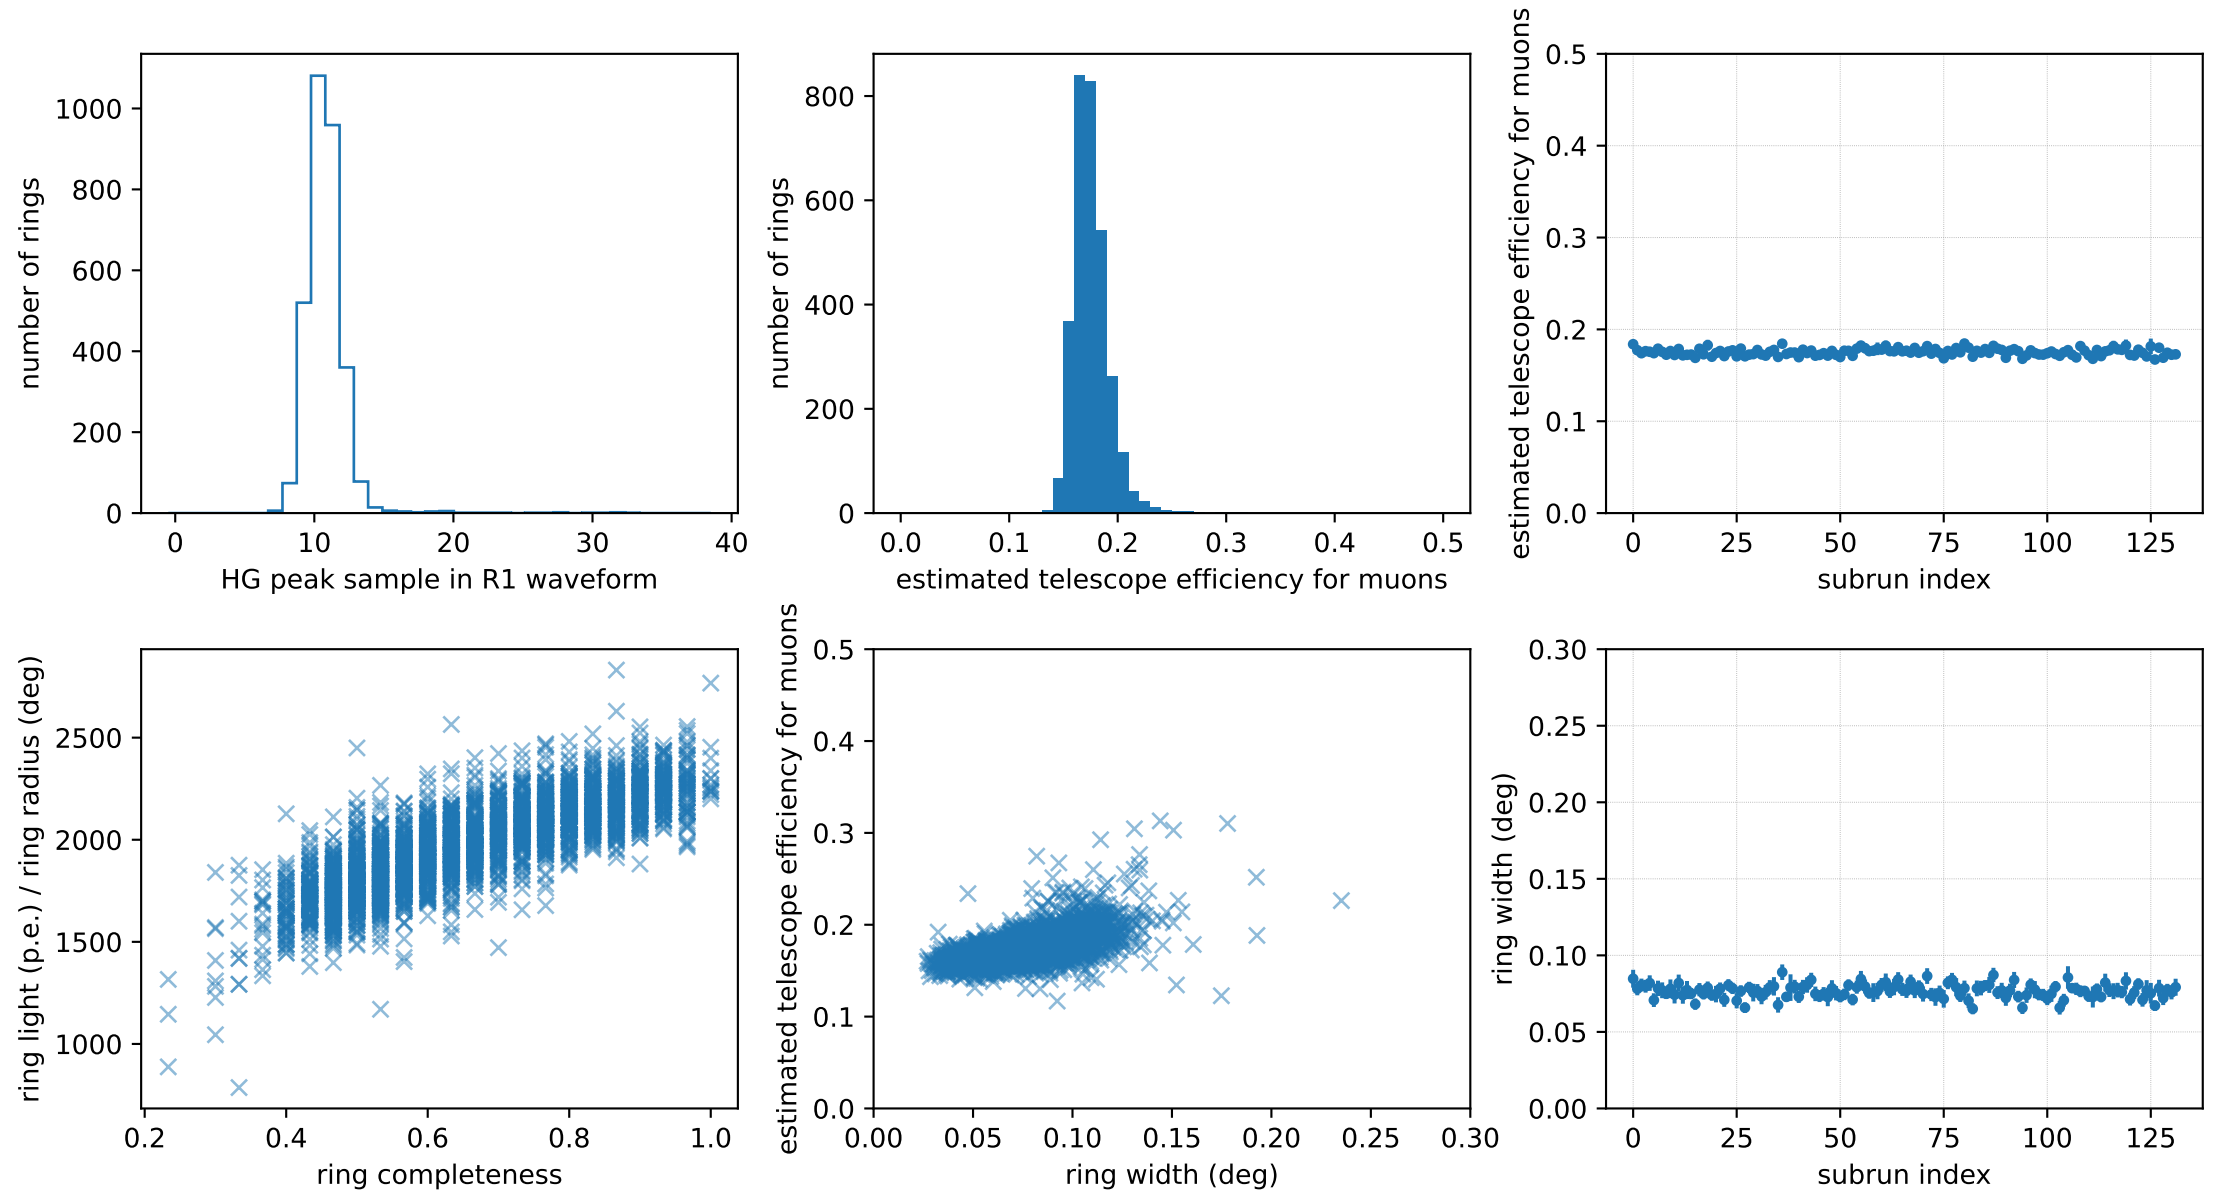 number of rings
1000
800
600
400
200
0
0 10 20 30 40
HG peak sample in R1 waveform
number of rings
800
600
400
200
0
0.0 0.1 0.2 0.3 0.4 0.5
estimated telescope efficiency for muons
estimated telescope efficiency for muons
0.5
0.4
0.3
0.2
0.1
0.0
0 25 50 75 100 125
subrun index
ring light (p.e.) / ring radius (deg)
2500
2000
1500
1000
0.2 0.4 0.6 0.8 1.0
ring completeness
estimated telescope efficiency for muons
0.5
0.4
0.3
0.2
0.1
0.0
0.00 0.05 0.10 0.15 0.20 0.25 0.30
ring width (deg)
ring width (deg)
0.30
0.25
0.20
0.15
0.10
0.05
0.00
0 25 50 75 100 125
subrun index